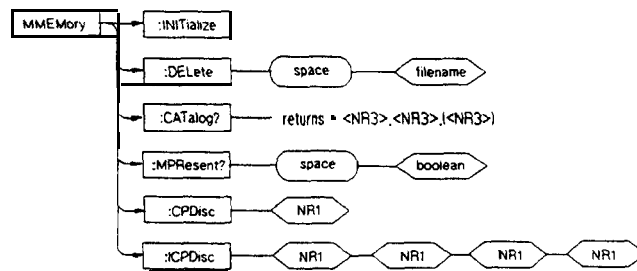 MMEMory :INITialize
:DELete space filename
:CATalog? returns = <NR3>,<NR3>,(<NR3>)
:MPResent? space boolean
:CPDisc NR1
:ICPDisc NR1 NR1 NR1 NR1